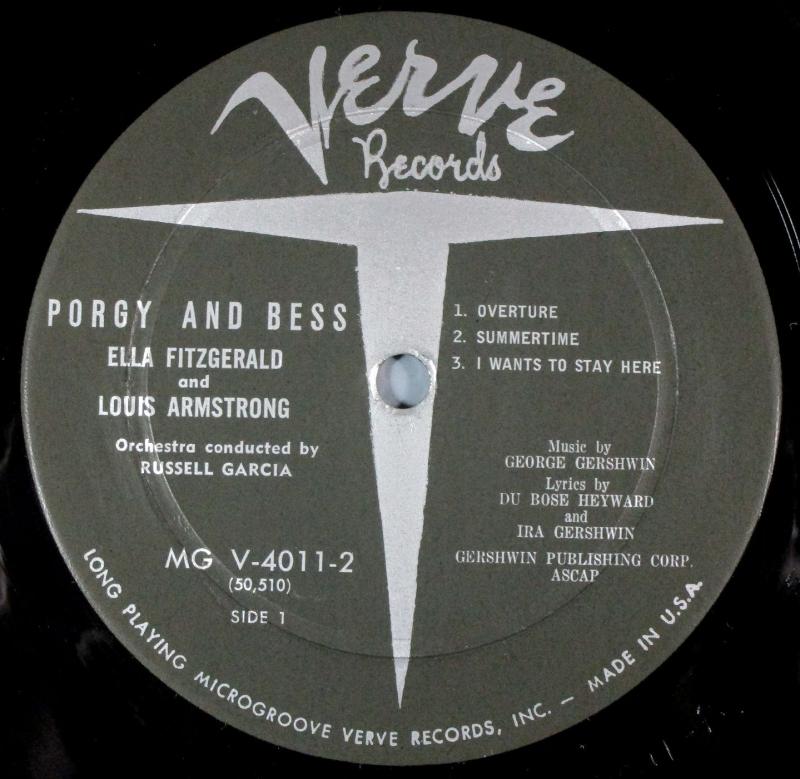 Verve
Records
PORGY AND BESS
ELLA FITZGERALD
and
LOUIS ARMSTRONG
Orchestra conducted by
RUSSELL GARCIA
1. OVERTURE
2. SUMMERTIME
3. I WANTS TO STAY HERE
Music by
GEORGE GERSHWIN
Lyrics by
DU BOSE HEYWARD
and
IRA GERSHWIN
GERSHWIN PUBLISHING CORP.
ASCAP
MG V-4011-2
(50,510)
SIDE 1
LONG PLAYING MICROGROOVE VERVE RECORDS, INC. — MADE IN U.S.A.